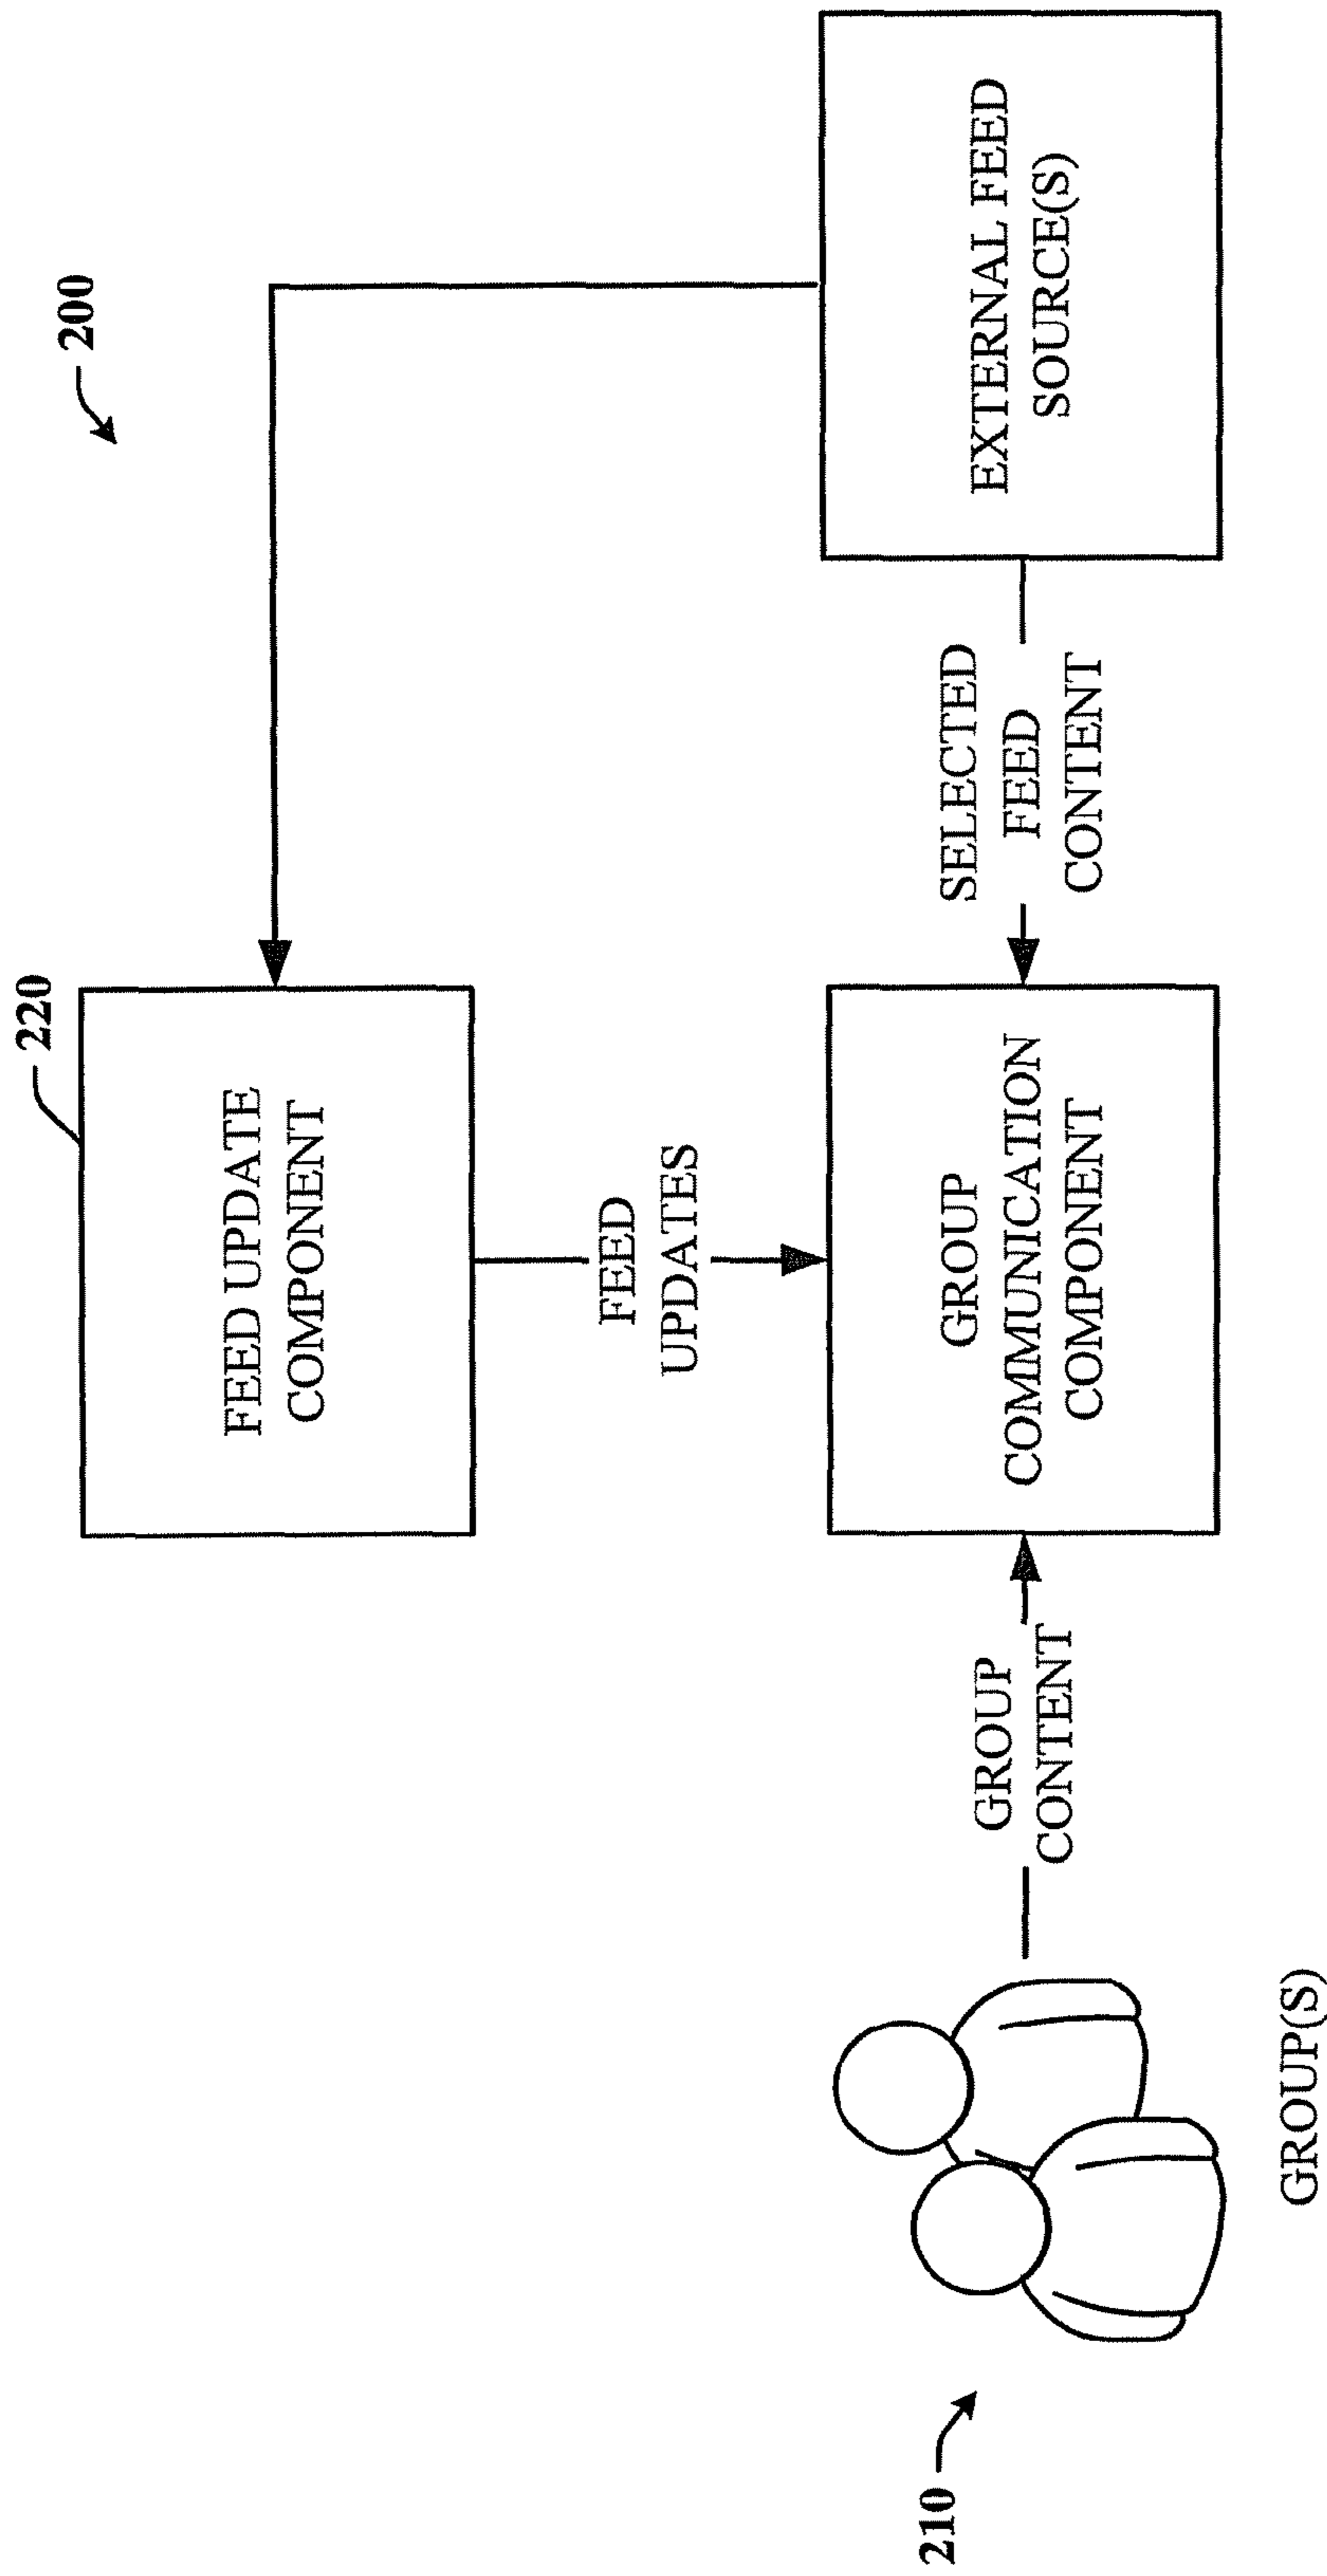 200
220
FEED UPDATE
COMPONENT
FEED
UPDATES
210
GROUP(S)
GROUP
CONTENT
GROUP
COMMUNICATION
COMPONENT
SELECTED
FEED
CONTENT
EXTERNAL FEED
SOURCE(S)